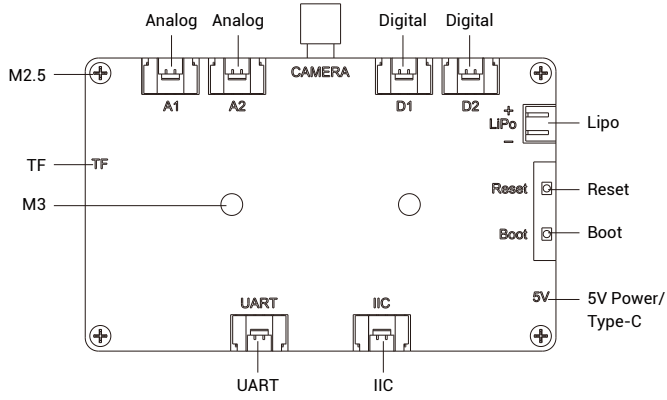 Analog Analog Digital Digital
CAMERA
M2.5
A1 A2 D1 D2
+
LiPo Lipo
−
TF TF
Reset Reset
M3
Boot Boot
5V 5V Power/
Type-C
UART IIC
UART IIC